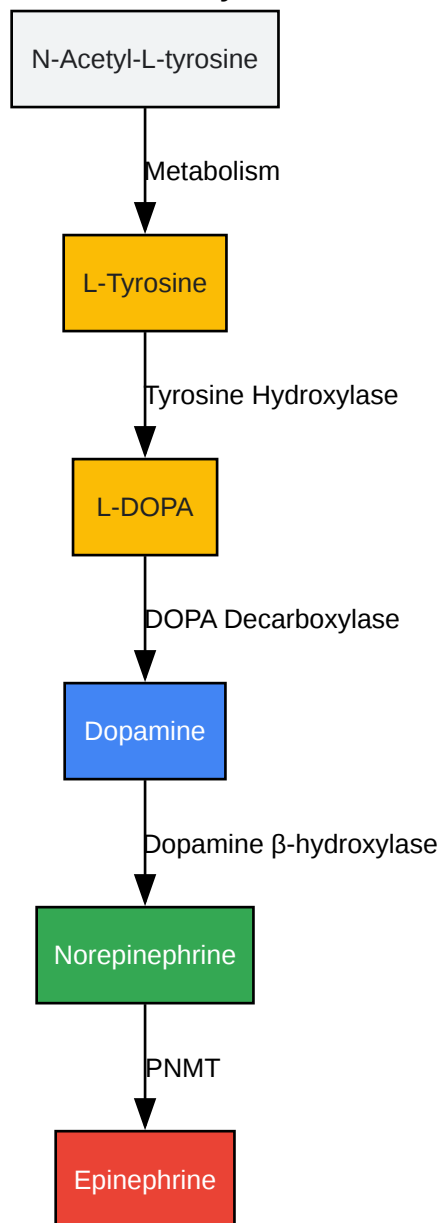 N-Acetyl-L-tyrosine
Metabolism
L-Tyrosine
Tyrosine Hydroxylase
L-DOPA
DOPA Decarboxylase
Dopamine
Dopamine β-hydroxylase
Norepinephrine
PNMT
Epinephrine